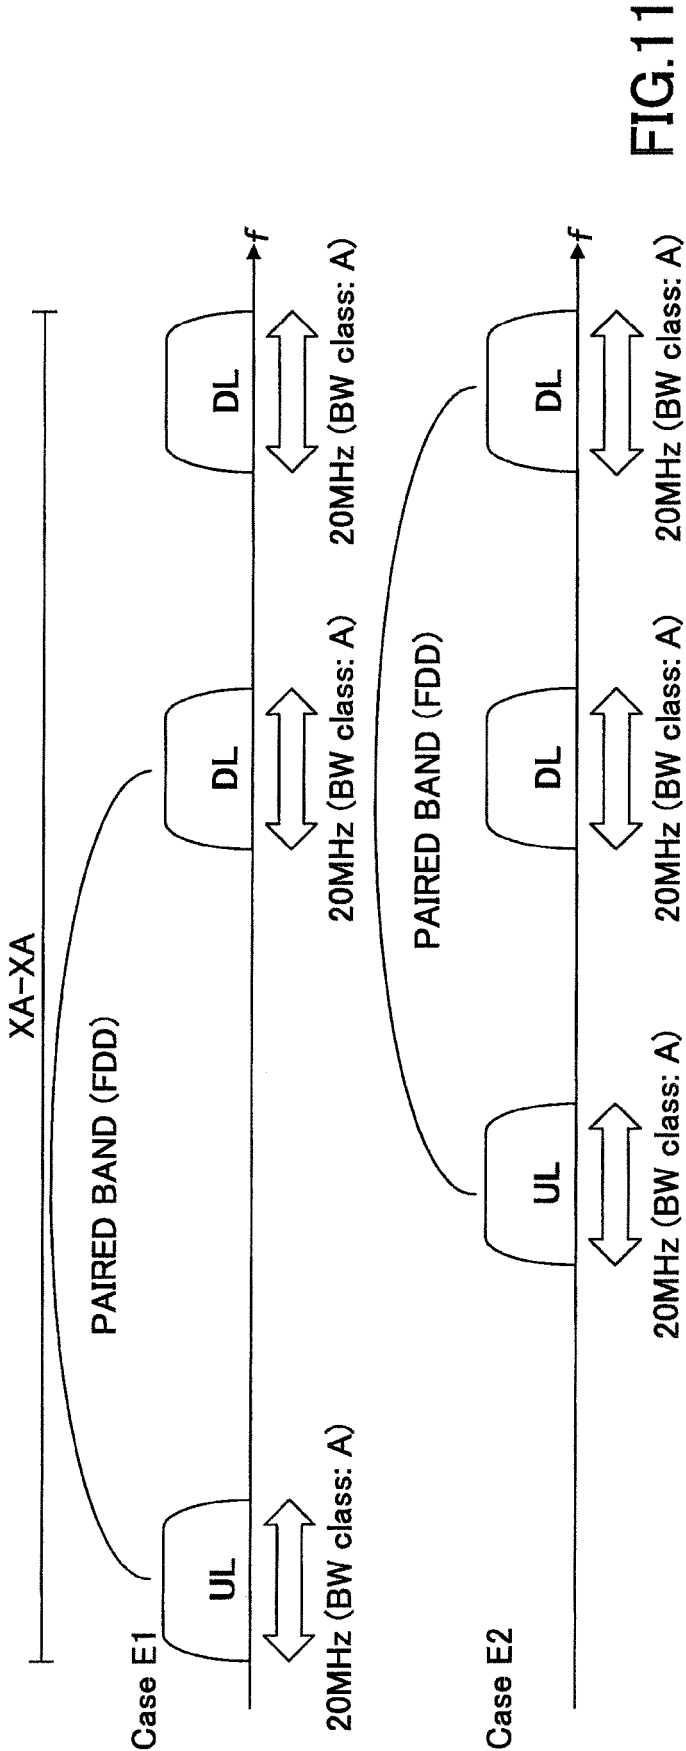 XA-XA
Case E1
PAIRED BAND (FDD)
UL
DL
DL
f
20MHz (BW class: A)
20MHz (BW class: A)
20MHz (BW class: A)
Case E2
PAIRED BAND (FDD)
UL
DL
DL
f
20MHz (BW class: A)
20MHz (BW class: A)
20MHz (BW class: A)
FIG.11